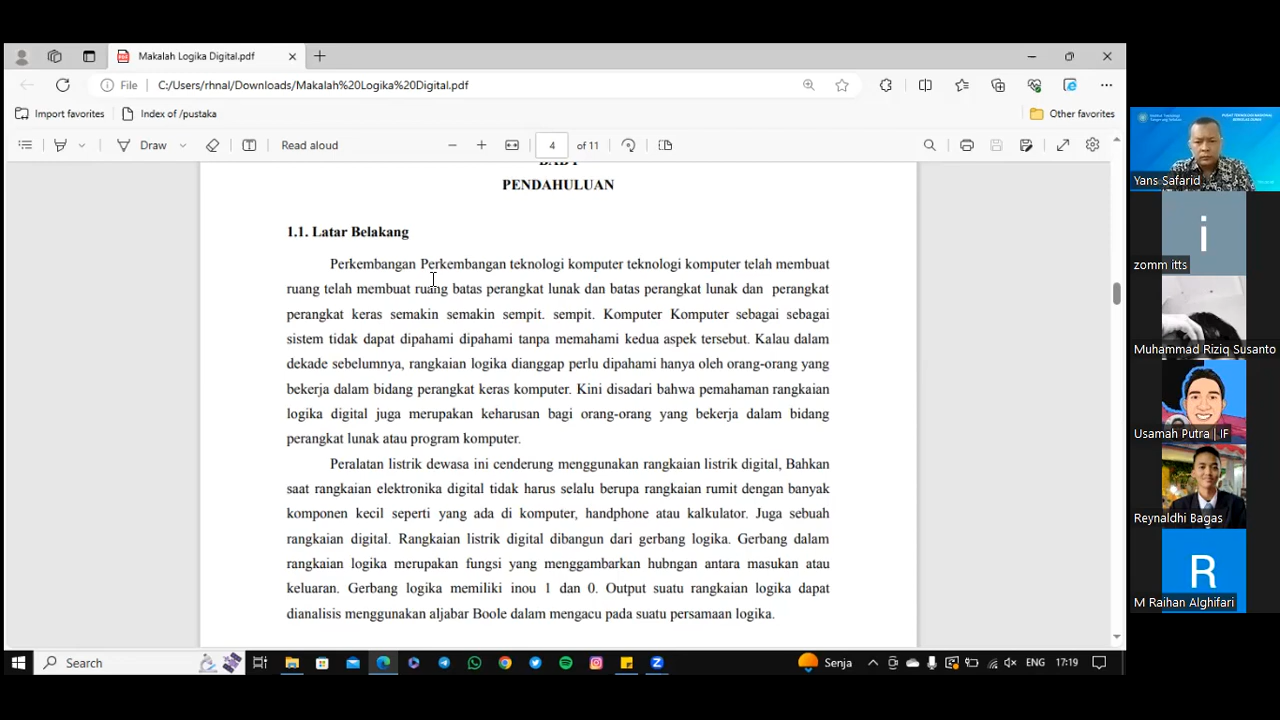 Makalah Logika Digital.pdf
File C:/Users/rhnal/Downloads/Makalah%20Logika%20Digital.pdf
Import favorites Index of /pustaka Other favorites
Draw Read aloud 4 of 11
BAB I
PENDAHULUAN
1.1. Latar Belakang
Perkembangan Perkembangan teknologi komputer teknologi komputer telah membuat
ruang telah membuat ruang batas perangkat lunak dan batas perangkat lunak dan perangkat
perangkat keras semakin semakin sempit. sempit. Komputer Komputer sebagai sebagai
sistem tidak dapat dipahami dipahami tanpa memahami kedua aspek tersebut. Kalau dalam
dekade sebelumnya, rangkaian logika dianggap perlu dipahami hanya oleh orang-orang yang
bekerja dalam bidang perangkat keras komputer. Kini disadari bahwa pemahaman rangkaian
logika digital juga merupakan keharusan bagi orang-orang yang bekerja dalam bidang
perangkat lunak atau program komputer.
Peralatan listrik dewasa ini cenderung menggunakan rangkaian listrik digital, Bahkan
saat rangkaian elektronika digital tidak harus selalu berupa rangkaian rumit dengan banyak
komponen kecil seperti yang ada di komputer, handphone atau kalkulator. Juga sebuah
rangkaian digital. Rangkaian listrik digital dibangun dari gerbang logika. Gerbang dalam
rangkaian logika merupakan fungsi yang menggambarkan hubngan antara masukan atau
keluaran. Gerbang logika memiliki inou 1 dan 0. Output suatu rangkaian logika dapat
dianalisis menggunakan aljabar Boole dalam mengacu pada suatu persamaan logika.
Search
Senja
ENG 17:19
Yans Safarid
i
zomm itts
Muhammad Riziq Susanto
Usamah Putra | IF
Reynaldhi Bagas
R
M Raihan Alghifari